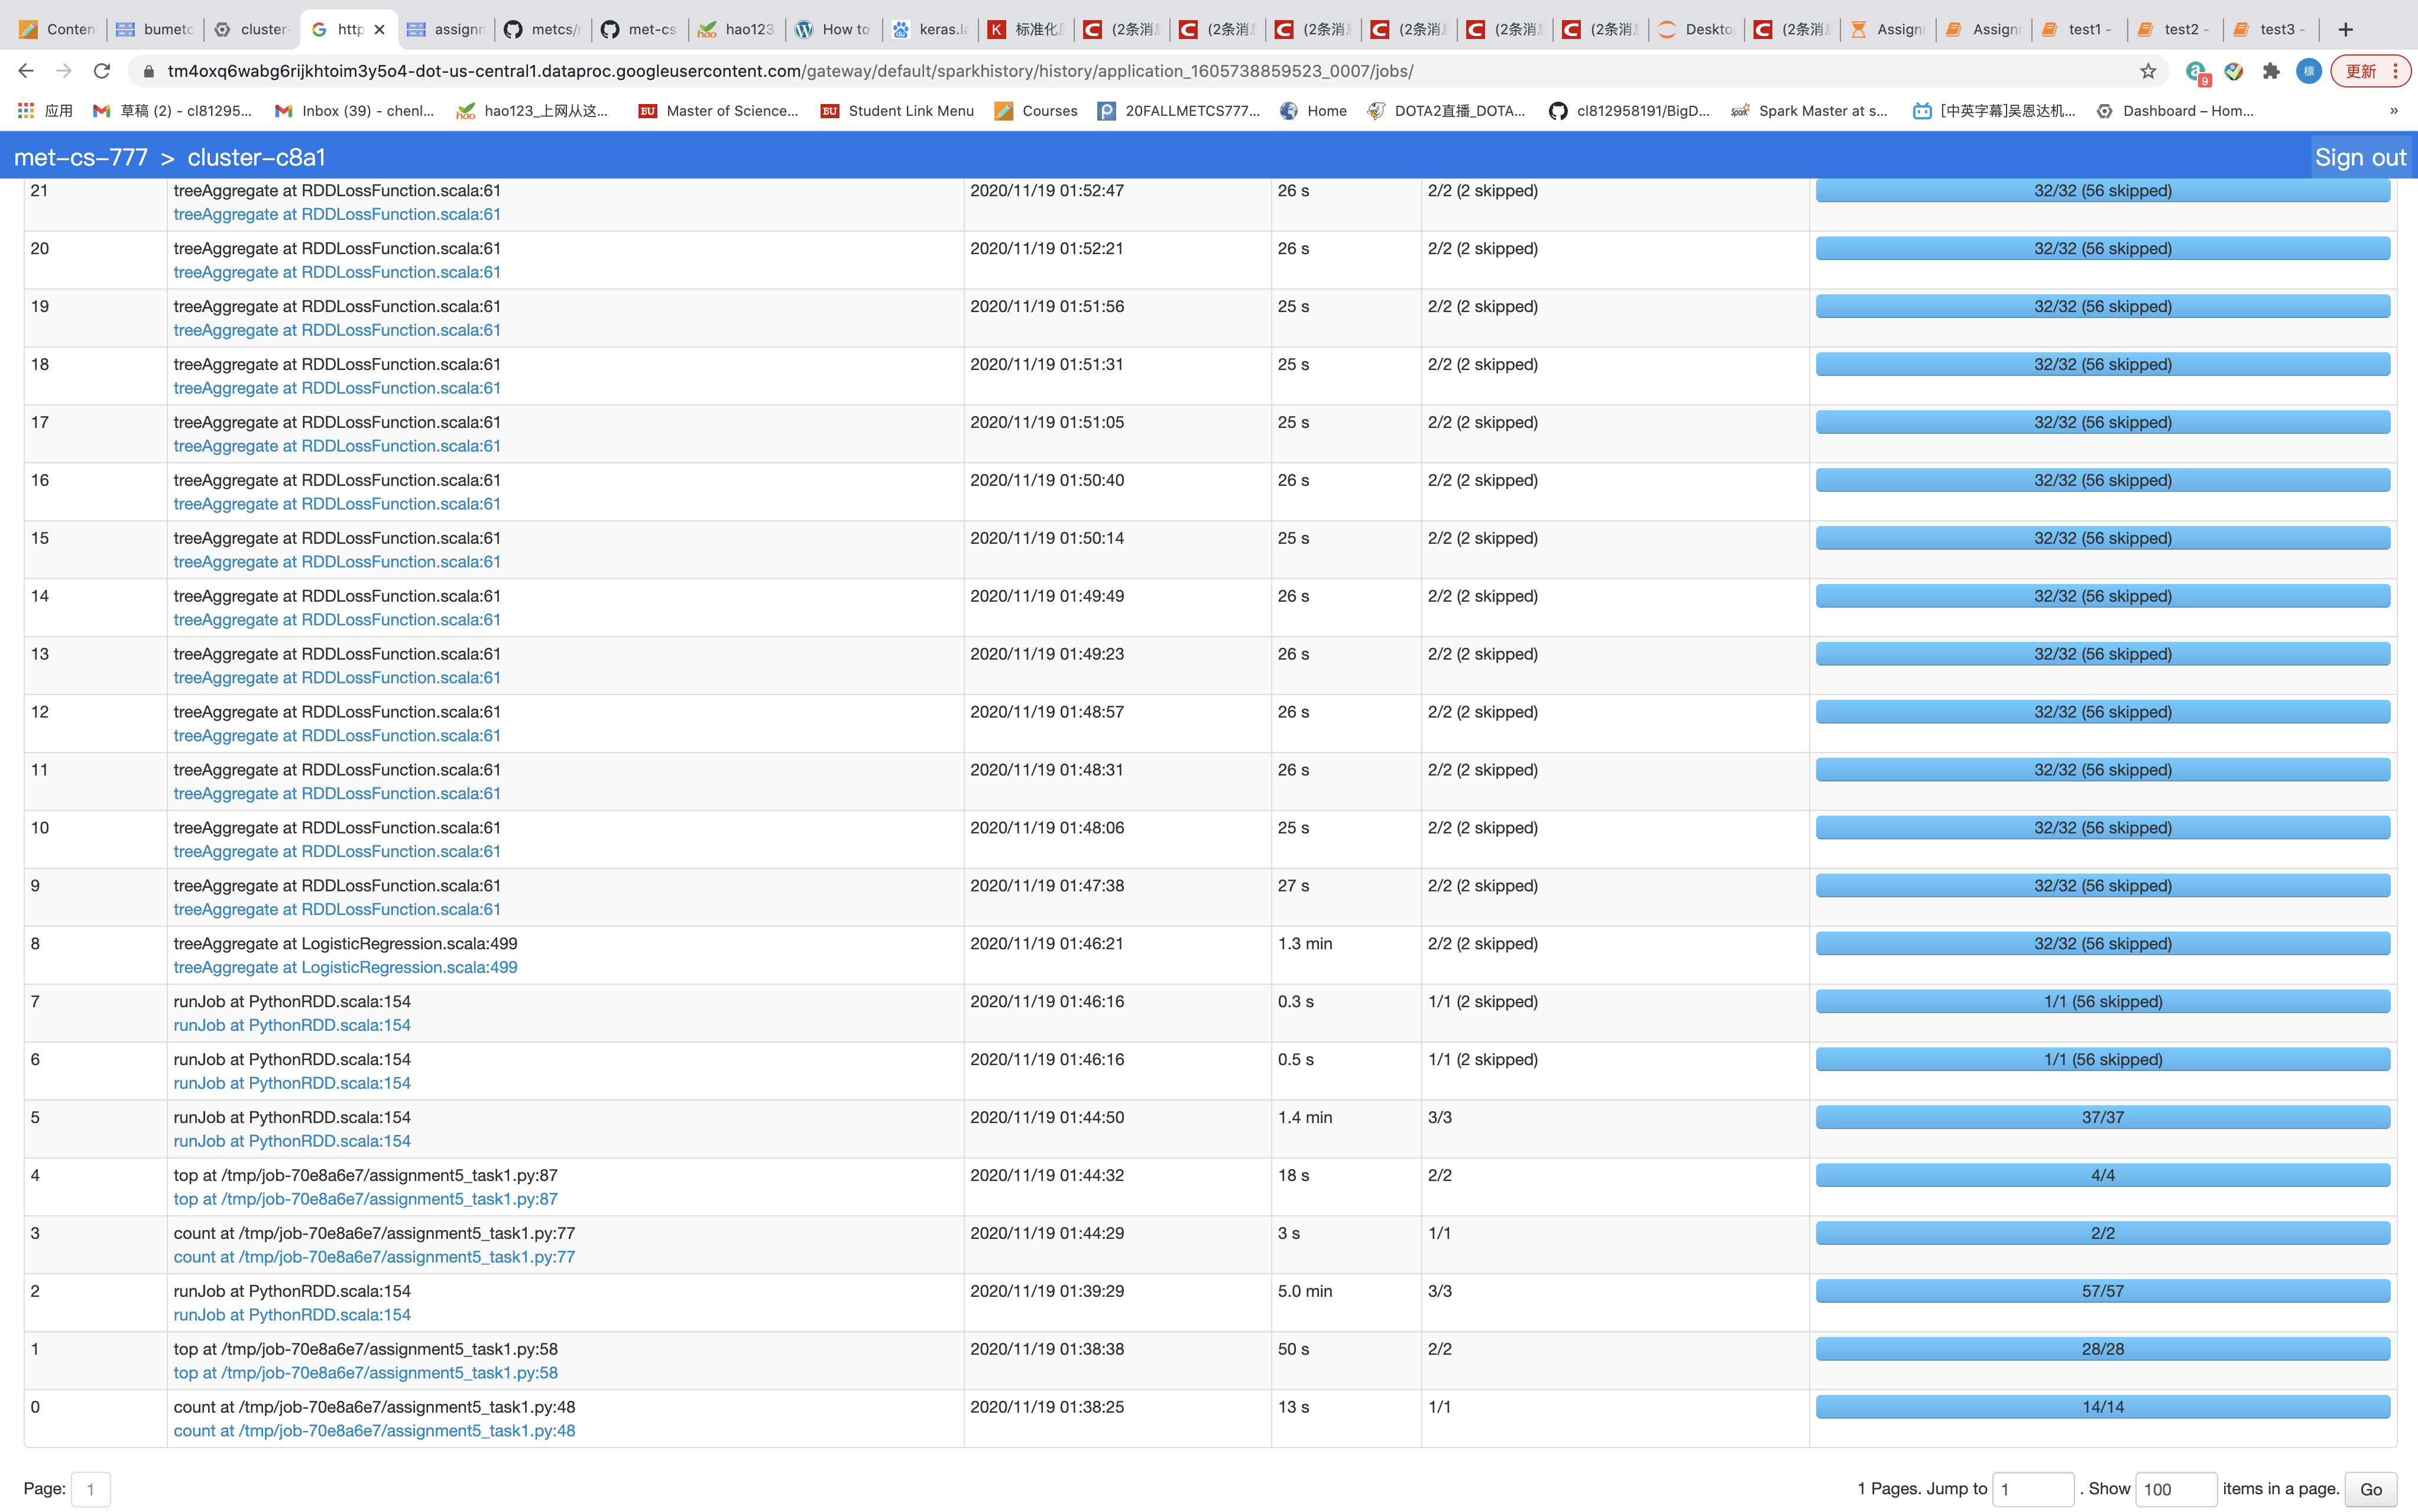 Conten bumetc cluster- http assignm metcs/r met-cs hao123 How to keras.la 标准化 (2条消 (2条消 (2条消 (2条消 (2条消 (2条消 Deskto (2条消 Assignr Assign test1 - test2 - test3 -
tm4oxq6wabg6rijkhtoim3y5o4-dot-us-central1.dataproc.googleusercontent.com/gateway/default/sparkhistory/history/application_1605738859523_0007/jobs/ 9 更新
应用 草稿 (2) - cl81295... Inbox (39) - chenl... hao123_上网从这... BU Master of Science... BU Student Link Menu Courses 20FALLMETCS777... Home DOTA2直播_DOTA... cl812958191/BigD... Spark Master at s... [中英字幕]吴恩达机... Dashboard – Hom... »
met-cs-777 > cluster-c8a1 Sign out
21 treeAggregate at RDDLossFunction.scala:61 2020/11/19 01:52:47 26 s 2/2 (2 skipped) 32/32 (56 skipped)
treeAggregate at RDDLossFunction.scala:61
20 treeAggregate at RDDLossFunction.scala:61 2020/11/19 01:52:21 26 s 2/2 (2 skipped) 32/32 (56 skipped)
treeAggregate at RDDLossFunction.scala:61
19 treeAggregate at RDDLossFunction.scala:61 2020/11/19 01:51:56 25 s 2/2 (2 skipped) 32/32 (56 skipped)
treeAggregate at RDDLossFunction.scala:61
18 treeAggregate at RDDLossFunction.scala:61 2020/11/19 01:51:31 25 s 2/2 (2 skipped) 32/32 (56 skipped)
treeAggregate at RDDLossFunction.scala:61
17 treeAggregate at RDDLossFunction.scala:61 2020/11/19 01:51:05 25 s 2/2 (2 skipped) 32/32 (56 skipped)
treeAggregate at RDDLossFunction.scala:61
16 treeAggregate at RDDLossFunction.scala:61 2020/11/19 01:50:40 26 s 2/2 (2 skipped) 32/32 (56 skipped)
treeAggregate at RDDLossFunction.scala:61
15 treeAggregate at RDDLossFunction.scala:61 2020/11/19 01:50:14 25 s 2/2 (2 skipped) 32/32 (56 skipped)
treeAggregate at RDDLossFunction.scala:61
14 treeAggregate at RDDLossFunction.scala:61 2020/11/19 01:49:49 26 s 2/2 (2 skipped) 32/32 (56 skipped)
treeAggregate at RDDLossFunction.scala:61
13 treeAggregate at RDDLossFunction.scala:61 2020/11/19 01:49:23 26 s 2/2 (2 skipped) 32/32 (56 skipped)
treeAggregate at RDDLossFunction.scala:61
12 treeAggregate at RDDLossFunction.scala:61 2020/11/19 01:48:57 26 s 2/2 (2 skipped) 32/32 (56 skipped)
treeAggregate at RDDLossFunction.scala:61
11 treeAggregate at RDDLossFunction.scala:61 2020/11/19 01:48:31 26 s 2/2 (2 skipped) 32/32 (56 skipped)
treeAggregate at RDDLossFunction.scala:61
10 treeAggregate at RDDLossFunction.scala:61 2020/11/19 01:48:06 25 s 2/2 (2 skipped) 32/32 (56 skipped)
treeAggregate at RDDLossFunction.scala:61
9 treeAggregate at RDDLossFunction.scala:61 2020/11/19 01:47:38 27 s 2/2 (2 skipped) 32/32 (56 skipped)
treeAggregate at RDDLossFunction.scala:61
8 treeAggregate at LogisticRegression.scala:499 2020/11/19 01:46:21 1.3 min 2/2 (2 skipped) 32/32 (56 skipped)
treeAggregate at LogisticRegression.scala:499
7 runJob at PythonRDD.scala:154 2020/11/19 01:46:16 0.3 s 1/1 (2 skipped) 1/1 (56 skipped)
runJob at PythonRDD.scala:154
6 runJob at PythonRDD.scala:154 2020/11/19 01:46:16 0.5 s 1/1 (2 skipped) 1/1 (56 skipped)
runJob at PythonRDD.scala:154
5 runJob at PythonRDD.scala:154 2020/11/19 01:44:50 1.4 min 3/3 37/37
runJob at PythonRDD.scala:154
4 top at /tmp/job-70e8a6e7/assignment5_task1.py:87 2020/11/19 01:44:32 18 s 2/2 4/4
top at /tmp/job-70e8a6e7/assignment5_task1.py:87
3 count at /tmp/job-70e8a6e7/assignment5_task1.py:77 2020/11/19 01:44:29 3 s 1/1 2/2
count at /tmp/job-70e8a6e7/assignment5_task1.py:77
2 runJob at PythonRDD.scala:154 2020/11/19 01:39:29 5.0 min 3/3 57/57
runJob at PythonRDD.scala:154
1 top at /tmp/job-70e8a6e7/assignment5_task1.py:58 2020/11/19 01:38:38 50 s 2/2 28/28
top at /tmp/job-70e8a6e7/assignment5_task1.py:58
0 count at /tmp/job-70e8a6e7/assignment5_task1.py:48 2020/11/19 01:38:25 13 s 1/1 14/14
count at /tmp/job-70e8a6e7/assignment5_task1.py:48
Page: 1 1 Pages. Jump to 1 . Show 100 items in a page. Go